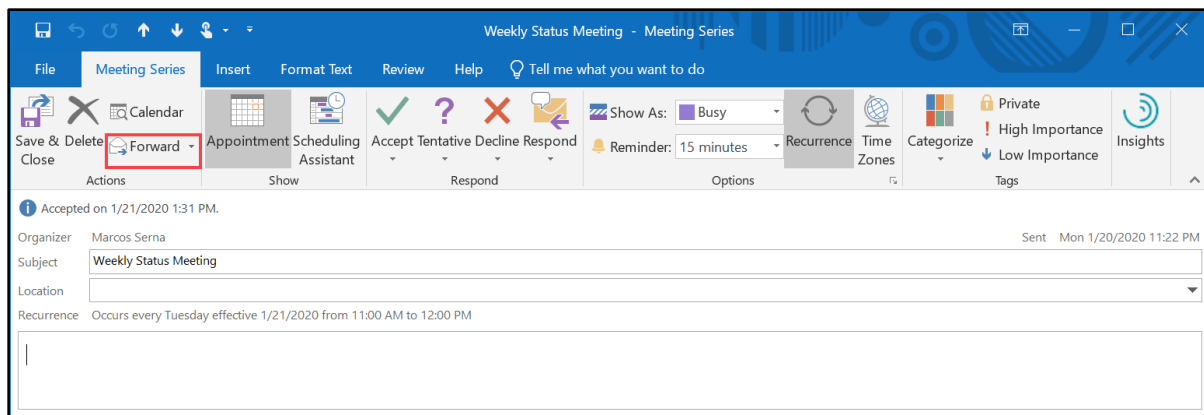 Weekly Status Meeting - Meeting Series
File Meeting Series Insert Format Text Review Help Tell me what you want to do
Save & Close
Delete
Calendar
Forward
Actions
Appointment
Scheduling Assistant
Show
Accept
Tentative
Decline
Respond
Respond
Show As: Busy
Reminder: 15 minutes
Recurrence
Time Zones
Options
Categorize
Private
High Importance
Low Importance
Tags
Insights
Accepted on 1/21/2020 1:31 PM.
Organizer Marcos Serna Sent Mon 1/20/2020 11:22 PM
Subject Weekly Status Meeting
Location
Recurrence Occurs every Tuesday effective 1/21/2020 from 11:00 AM to 12:00 PM